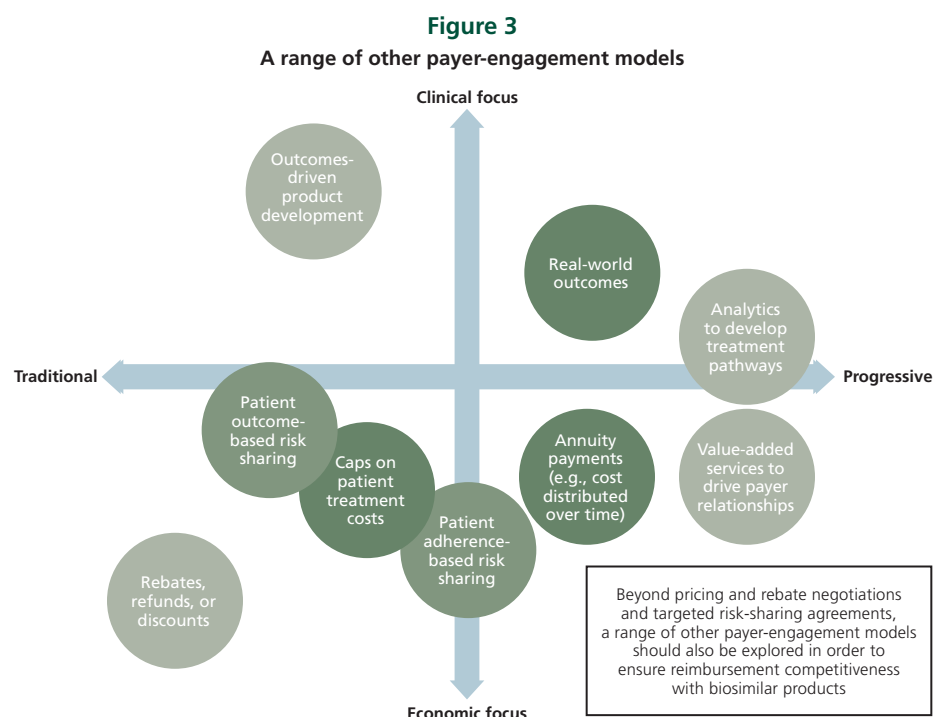 Figure 3
A range of other payer-engagement models
Clinical focus
Outcomes-
driven
product
development
Real-world
outcomes
Analytics
to develop
treatment
pathways
Traditional
Progressive
Patient
outcome-
based risk
sharing
Caps on
patient
treatment
costs
Annuity
payments
(e.g., cost
distributed
over time)
Value-added
services to
drive payer
relationships
Patient
adherence-
based risk
sharing
Rebates,
refunds, or
discounts
Beyond pricing and rebate negotiations
and targeted risk-sharing agreements,
a range of other payer-engagement models
should also be explored in order to
ensure reimbursement competitiveness
with biosimilar products
Economic focus